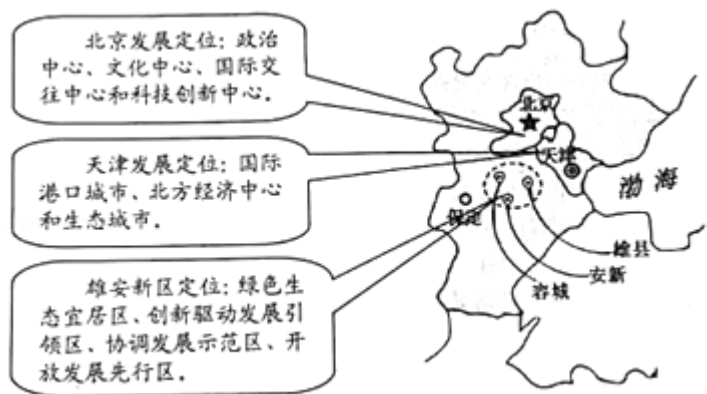 北京发展定位：政治
中心、文化中心、国际交
往中心和科技创新中心。
天津发展定位：国际
港口城市、北方经济中心
和生态城市。
雄安新区定位：绿色生
态宜居区、创新驱动发展引
领区、协调发展示范区、开
放发展先行区。
北京
天津
渤海
保定
雄县
安新
容城